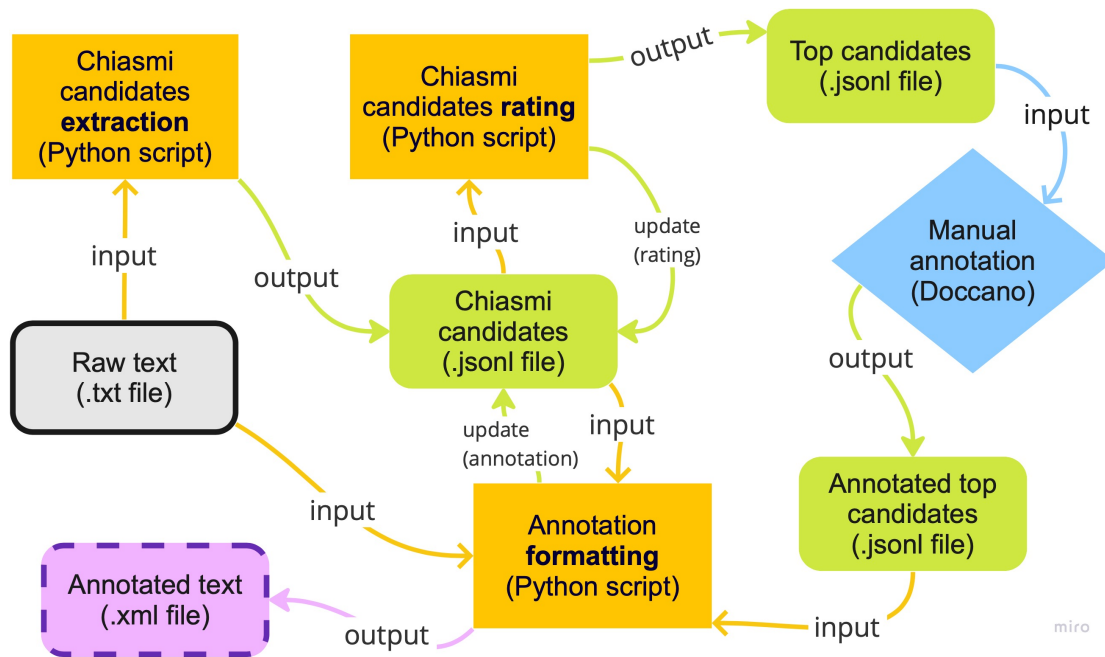 Chiasmi
candidates
extraction
(Python script)
Chiasmi
candidates rating
(Python script)
output
Top candidates
(.jsonl file)
input
input
output
input
update
(rating)
Manual
annotation
(Doccano)
Chiasmi
candidates
(.jsonl file)
Raw text
(.txt file)
output
update
(annotation)
input
input
Annotation
formatting
(Python script)
Annotated top
candidates
(.jsonl file)
Annotated text
(.xml file)
output
input
miro